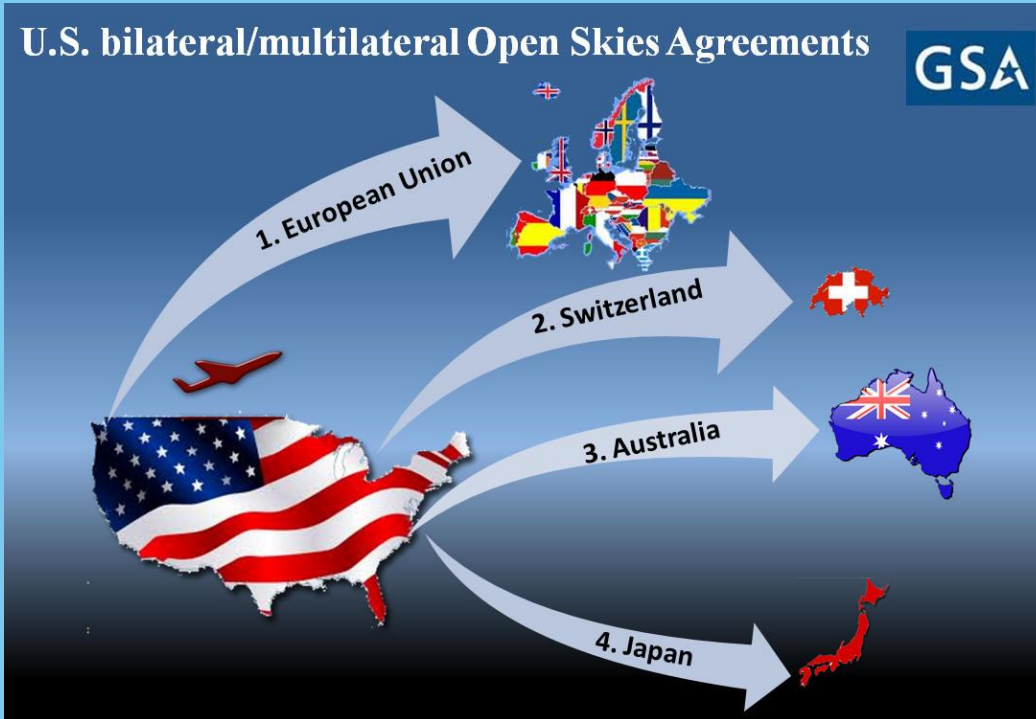 U.S. bilateral/multilateral Open Skies Agreements
GSA
1. European Union
2. Switzerland
3. Australia
4. Japan